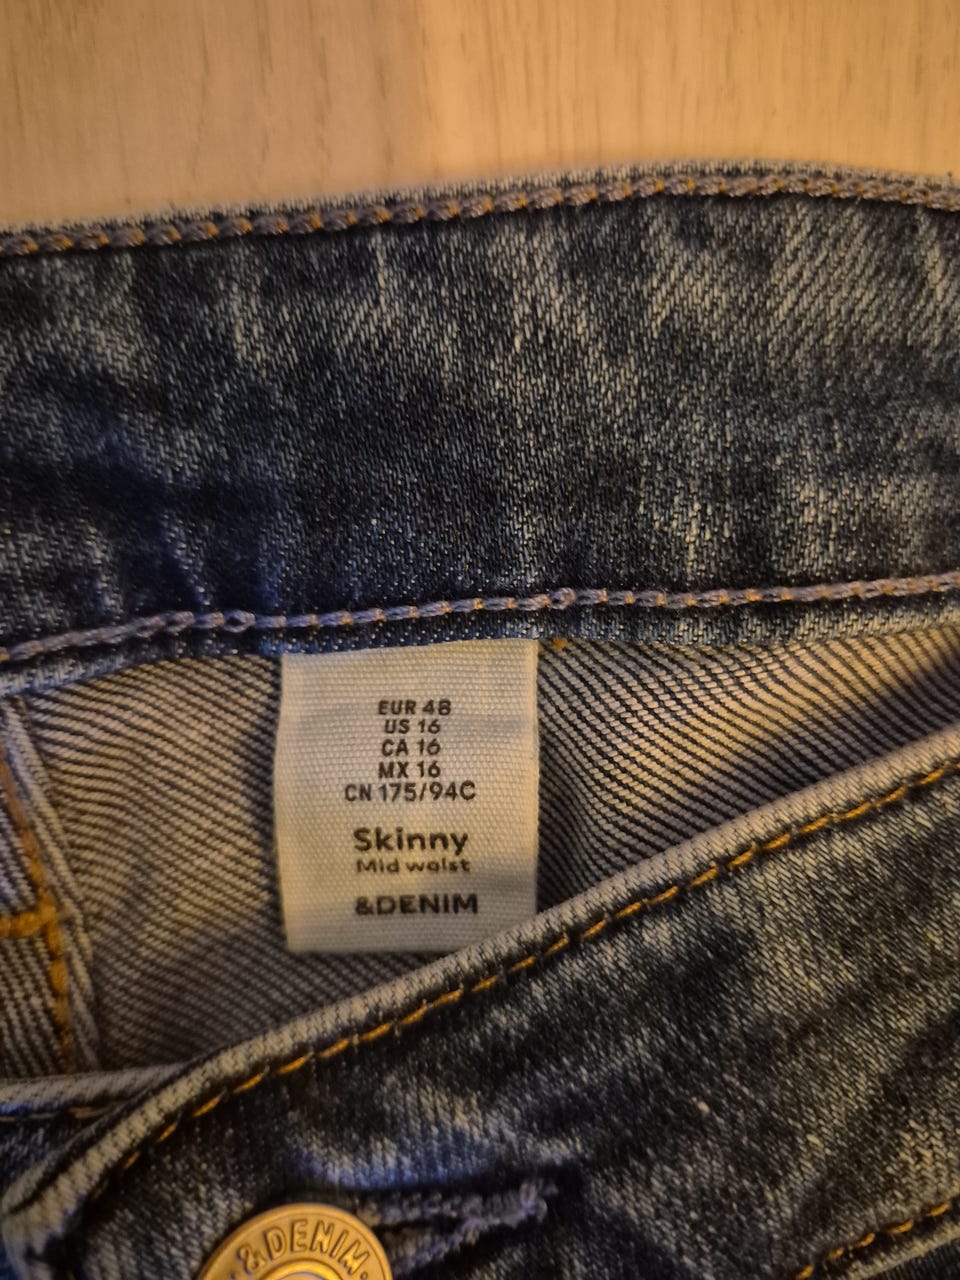 EUR 48
US 16
CA 16
MX 16
CN 175/94C
Skinny
Mid waist
&DENIM
&DENIM